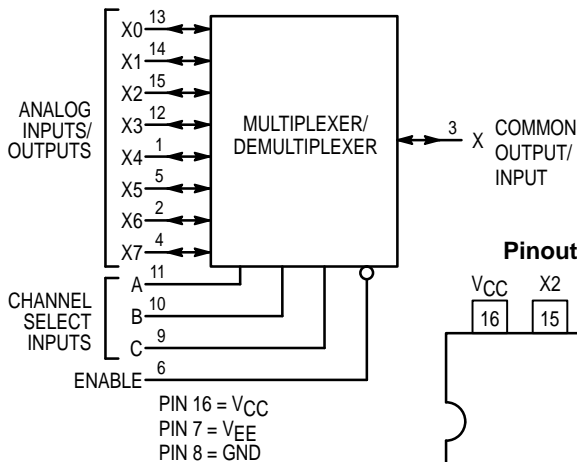 X0 13
X1 14
X2 15
X3 12
X4 1
X5 5
X6 2
X7 4
ANALOG
INPUTS/
OUTPUTS
MULTIPLEXER/
DEMULTIPLEXER
3 X
COMMON
OUTPUT/
INPUT
A 11
B 10
C 9
CHANNEL
SELECT
INPUTS
ENABLE 6
PIN 16 = VCC
PIN 7 = VEE
PIN 8 = GND
Pinout
VCC X2
16 15